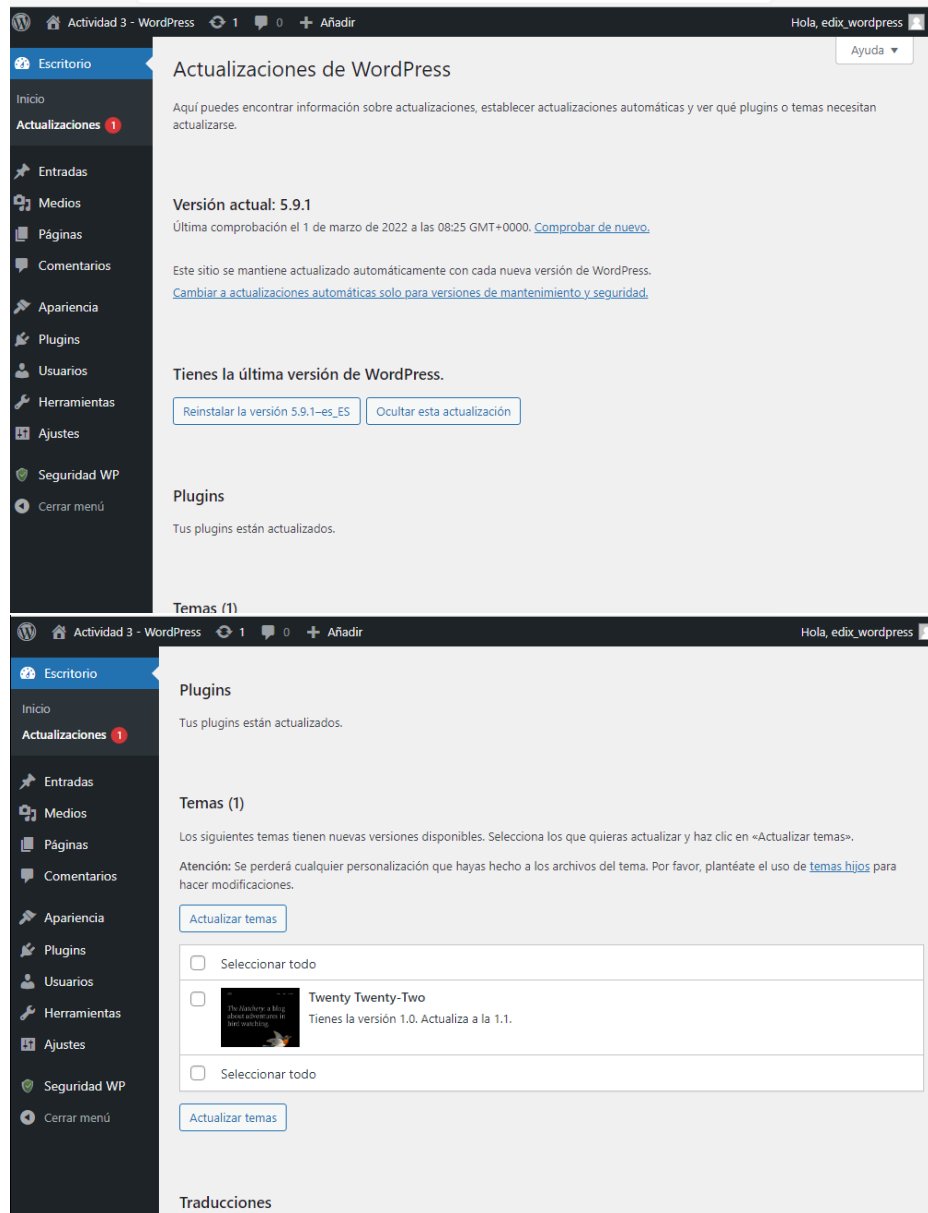 Actividad 3 - WordPress 1 0 Añadir Hola, edix_wordpress
Ayuda ▼
Escritorio
Inicio
Actualizaciones 1
Entradas
Medios
Páginas
Comentarios
Apariencia
Plugins
Usuarios
Herramientas
Ajustes
Seguridad WP
Cerrar menú
Actualizaciones de WordPress
Aquí puedes encontrar información sobre actualizaciones, establecer actualizaciones automáticas y ver qué plugins o temas necesitan
actualizarse.
Versión actual: 5.9.1
Última comprobación el 1 de marzo de 2022 a las 08:25 GMT+0000. Comprobar de nuevo.
Este sitio se mantiene actualizado automáticamente con cada nueva versión de WordPress.
Cambiar a actualizaciones automáticas solo para versiones de mantenimiento y seguridad.
Tienes la última versión de WordPress.
Reinstalar la versión 5.9.1–es_ES Ocultar esta actualización
Plugins
Tus plugins están actualizados.
Temas (1)
Actividad 3 - WordPress 1 0 Añadir Hola, edix_wordpress
Escritorio
Inicio
Actualizaciones 1
Entradas
Medios
Páginas
Comentarios
Apariencia
Plugins
Usuarios
Herramientas
Ajustes
Seguridad WP
Cerrar menú
Plugins
Tus plugins están actualizados.
Temas (1)
Los siguientes temas tienen nuevas versiones disponibles. Selecciona los que quieras actualizar y haz clic en «Actualizar temas».
Atención: Se perderá cualquier personalización que hayas hecho a los archivos del tema. Por favor, plantéate el uso de temas hijos para
hacer modificaciones.
Actualizar temas
Seleccionar todo
The Hatchery: a blog
about adventures in
bird watching.
Twenty Twenty-Two
Tienes la versión 1.0. Actualiza a la 1.1.
Seleccionar todo
Actualizar temas
Traducciones